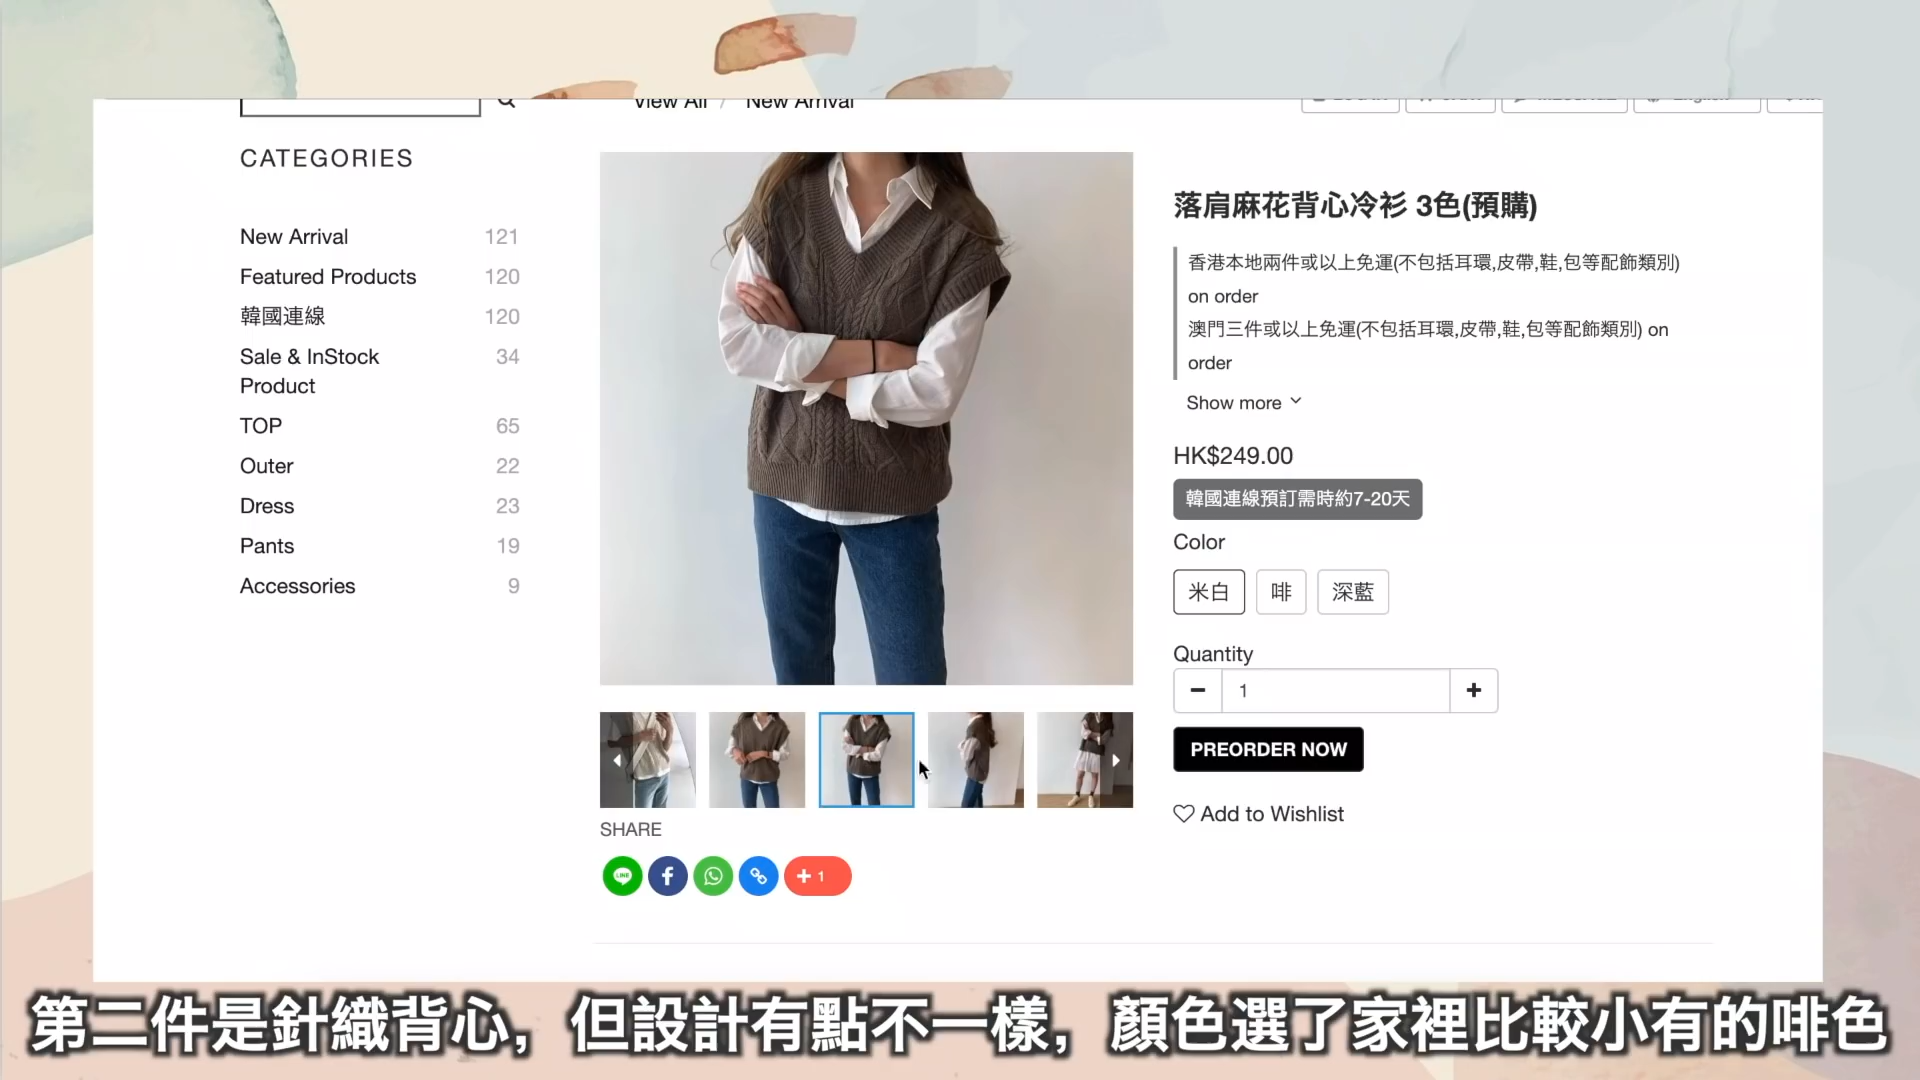 View All / New Arrival
CATEGORIES
New Arrival 121
Featured Products 120
韓國連線 120
Sale & InStock 34
Product
TOP 65
Outer 22
Dress 23
Pants 19
Accessories 9
落肩麻花背心冷衫 3色(預購)
香港本地兩件或以上免運(不包括耳環,皮帶,鞋,包等配飾類別)
on order
澳門三件或以上免運(不包括耳環,皮帶,鞋,包等配飾類別) on
order
Show more
HK$249.00
韓國連線預訂需時約7-20天
Color
米白 啡 深藍
Quantity
− 1 +
PREORDER NOW
Add to Wishlist
SHARE
LINE
+ 1
第二件是針織背心，但設計有點不一樣，顏色選了家裡比較小有的啡色